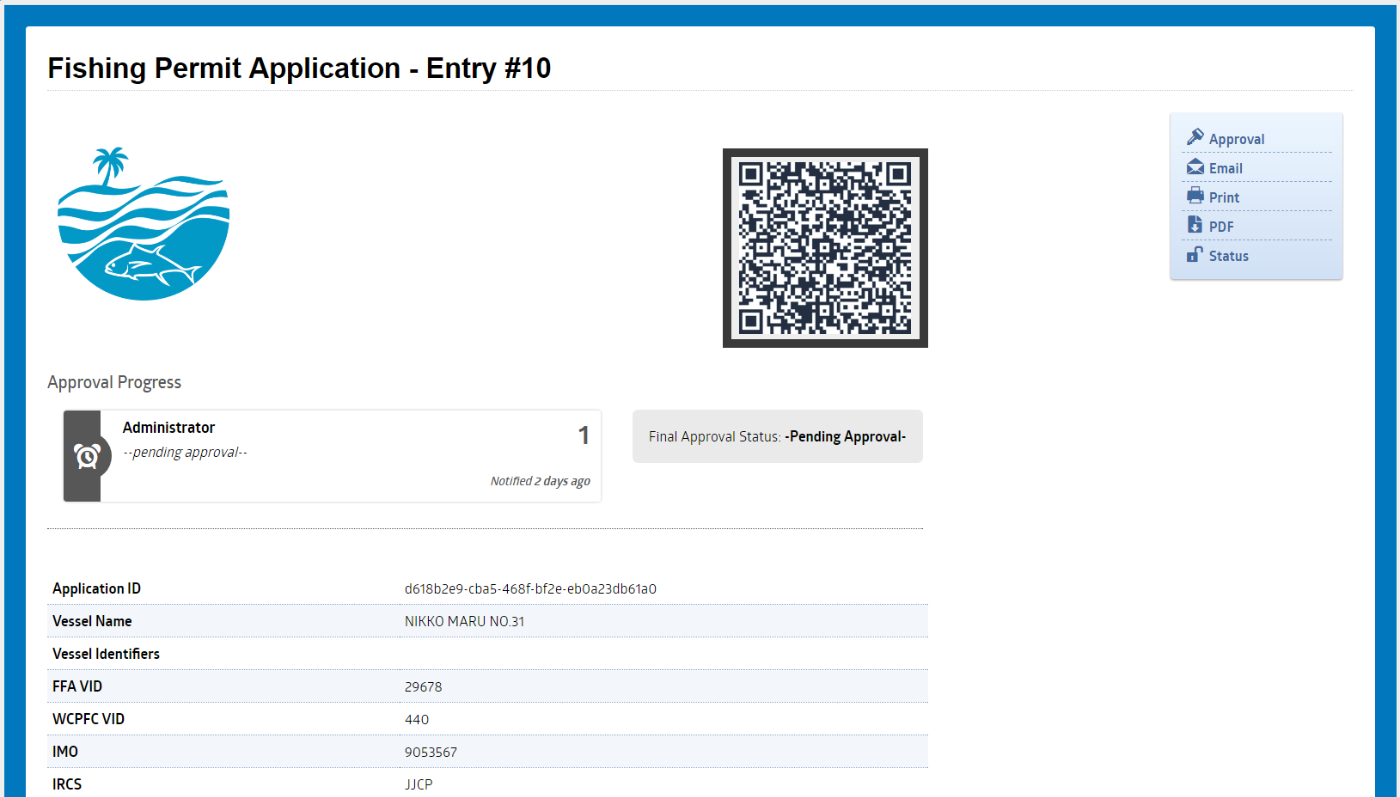 Fishing Permit Application - Entry #10
Approval
Email
Print
PDF
Status
Approval Progress
Administrator
--pending approval--
1
Notified 2 days ago
Final Approval Status: -Pending Approval-
Application ID d618b2e9-cba5-468f-bf2e-eb0a23db61a0
Vessel Name NIKKO MARU NO.31
Vessel Identifiers
FFA VID 29678
WCPFC VID 440
IMO 9053567
IRCS JJCP